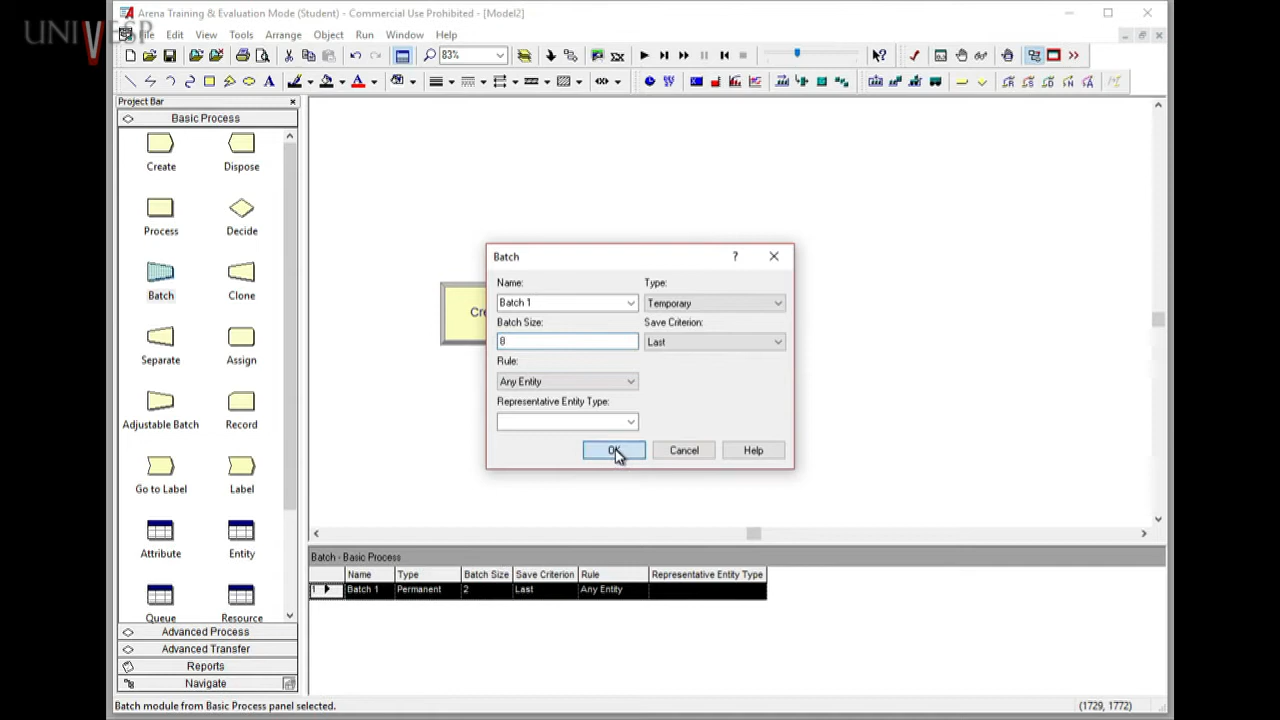 UNIVESP
Arena Training & Evaluation Mode (Student) - Commercial Use Prohibited - [Model2]
File Edit View Tools Arrange Object Run Window Help
83%
Project Bar
Basic Process
Create Dispose
Process Decide
Batch Clone
Separate Assign
Adjustable Batch Record
Go to Label Label
Attribute Entity
Queue Resource
Advanced Process
Advanced Transfer
Reports
Navigate
Cre
Batch
Name: Type:
Batch 1 Temporary
Batch Size: Save Criterion:
8 Last
Rule:
Any Entity
Representative Entity Type:
OK Cancel Help
Batch - Basic Process
Name Type Batch Size Save Criterion Rule Representative Entity Type
1 Batch 1 Permanent 2 Last Any Entity
Batch module from Basic Process panel selected. (1729, 1772)